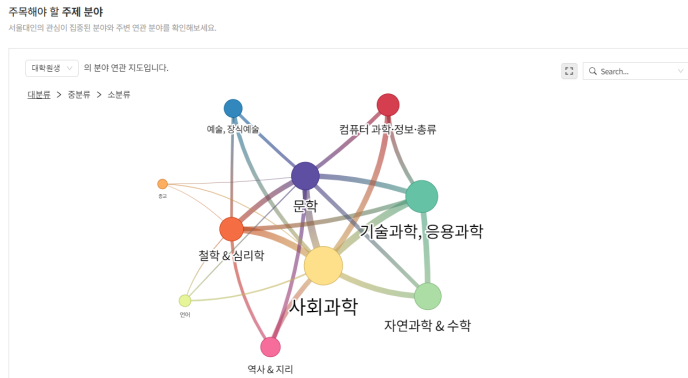 주목해야 할 주제 분야
서울대인의 관심이 집중된 분야와 주변 연관 분야를 확인해보세요.
대학원생 의 분야 연관 지도입니다.
Search...
대분류 > 중분류 > 소분류
예술, 장식예술
컴퓨터 과학·정보·총류
종교
문학
기술과학, 응용과학
철학 & 심리학
사회과학
언어
자연과학 & 수학
역사 & 지리